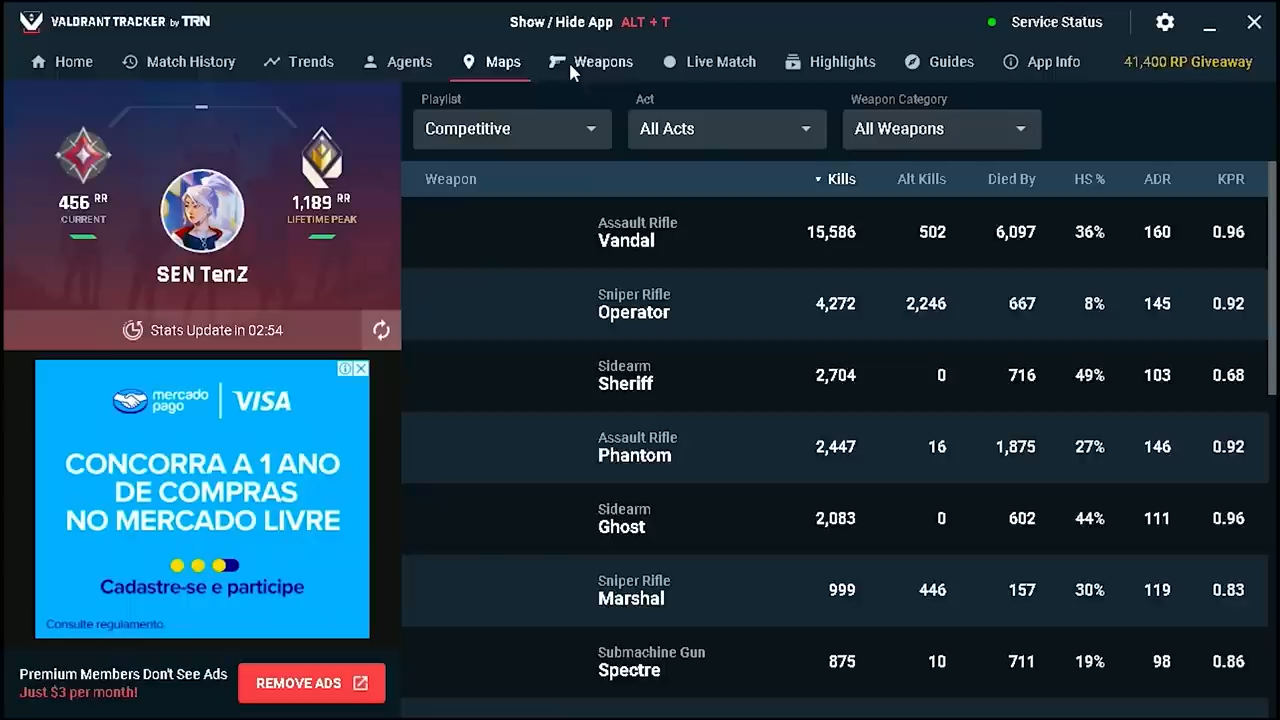 VALORANT TRACKER by TRN
Show / Hide App ALT + T
Service Status
Home
Match History
Trends
Agents
Maps
Weapons
Live Match
Highlights
Guides
App Info
41,400 RP Giveaway
456 RR
CURRENT
1,189 RR
LIFETIME PEAK
SEN TenZ
Stats Update in 02:54
mercado pago VISA
CONCORRA A 1 ANO
DE COMPRAS
NO MERCADO LIVRE
Cadastre-se e participe
Consulte regulamento.
Premium Members Don't See Ads
Just $3 per month!
REMOVE ADS
Playlist Act Weapon Category
Competitive All Acts All Weapons
Weapon Kills Alt Kills Died By HS % ADR KPR
Assault Rifle
Vandal 15,586 502 6,097 36% 160 0.96
Sniper Rifle
Operator 4,272 2,246 667 8% 145 0.92
Sidearm
Sheriff 2,704 0 716 49% 103 0.68
Assault Rifle
Phantom 2,447 16 1,875 27% 146 0.92
Sidearm
Ghost 2,083 0 602 44% 111 0.96
Sniper Rifle
Marshal 999 446 157 30% 119 0.83
Submachine Gun
Spectre 875 10 711 19% 98 0.86